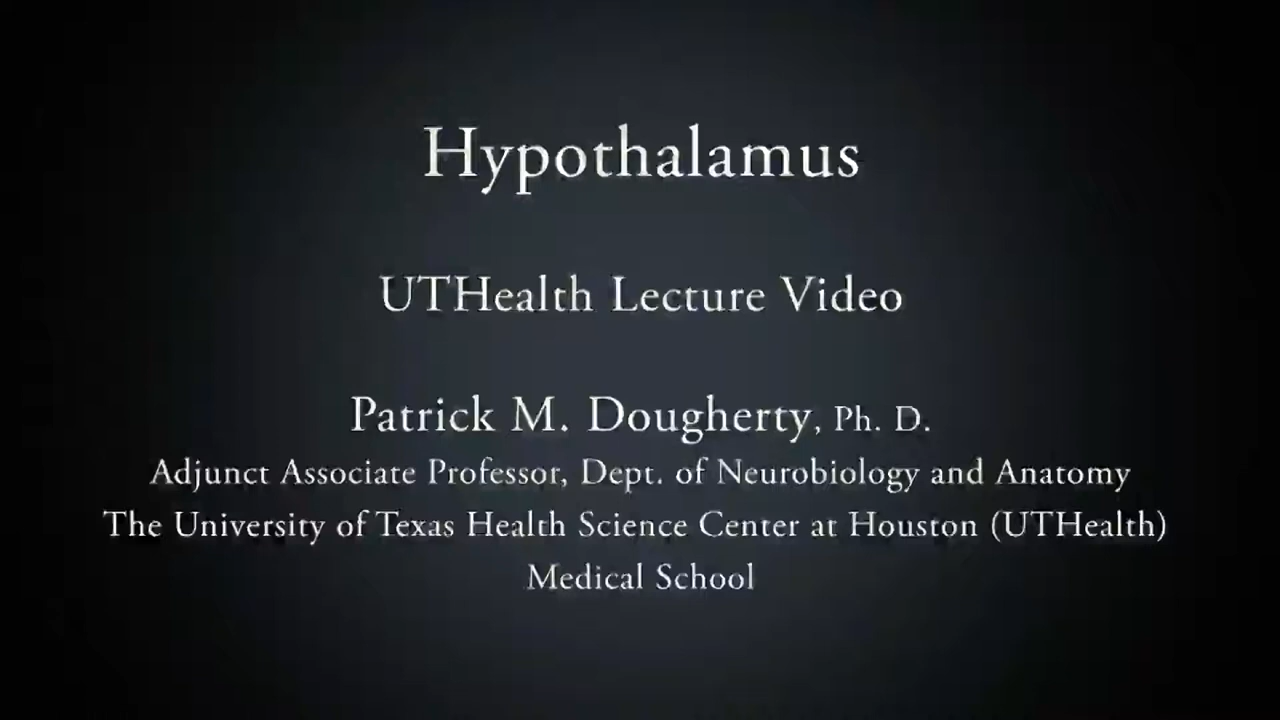 Hypothalamus
UTHealth Lecture Video
Patrick M. Dougherty, Ph. D.
Adjunct Associate Professor, Dept. of Neurobiology and Anatomy
The University of Texas Health Science Center at Houston (UTHealth)
Medical School